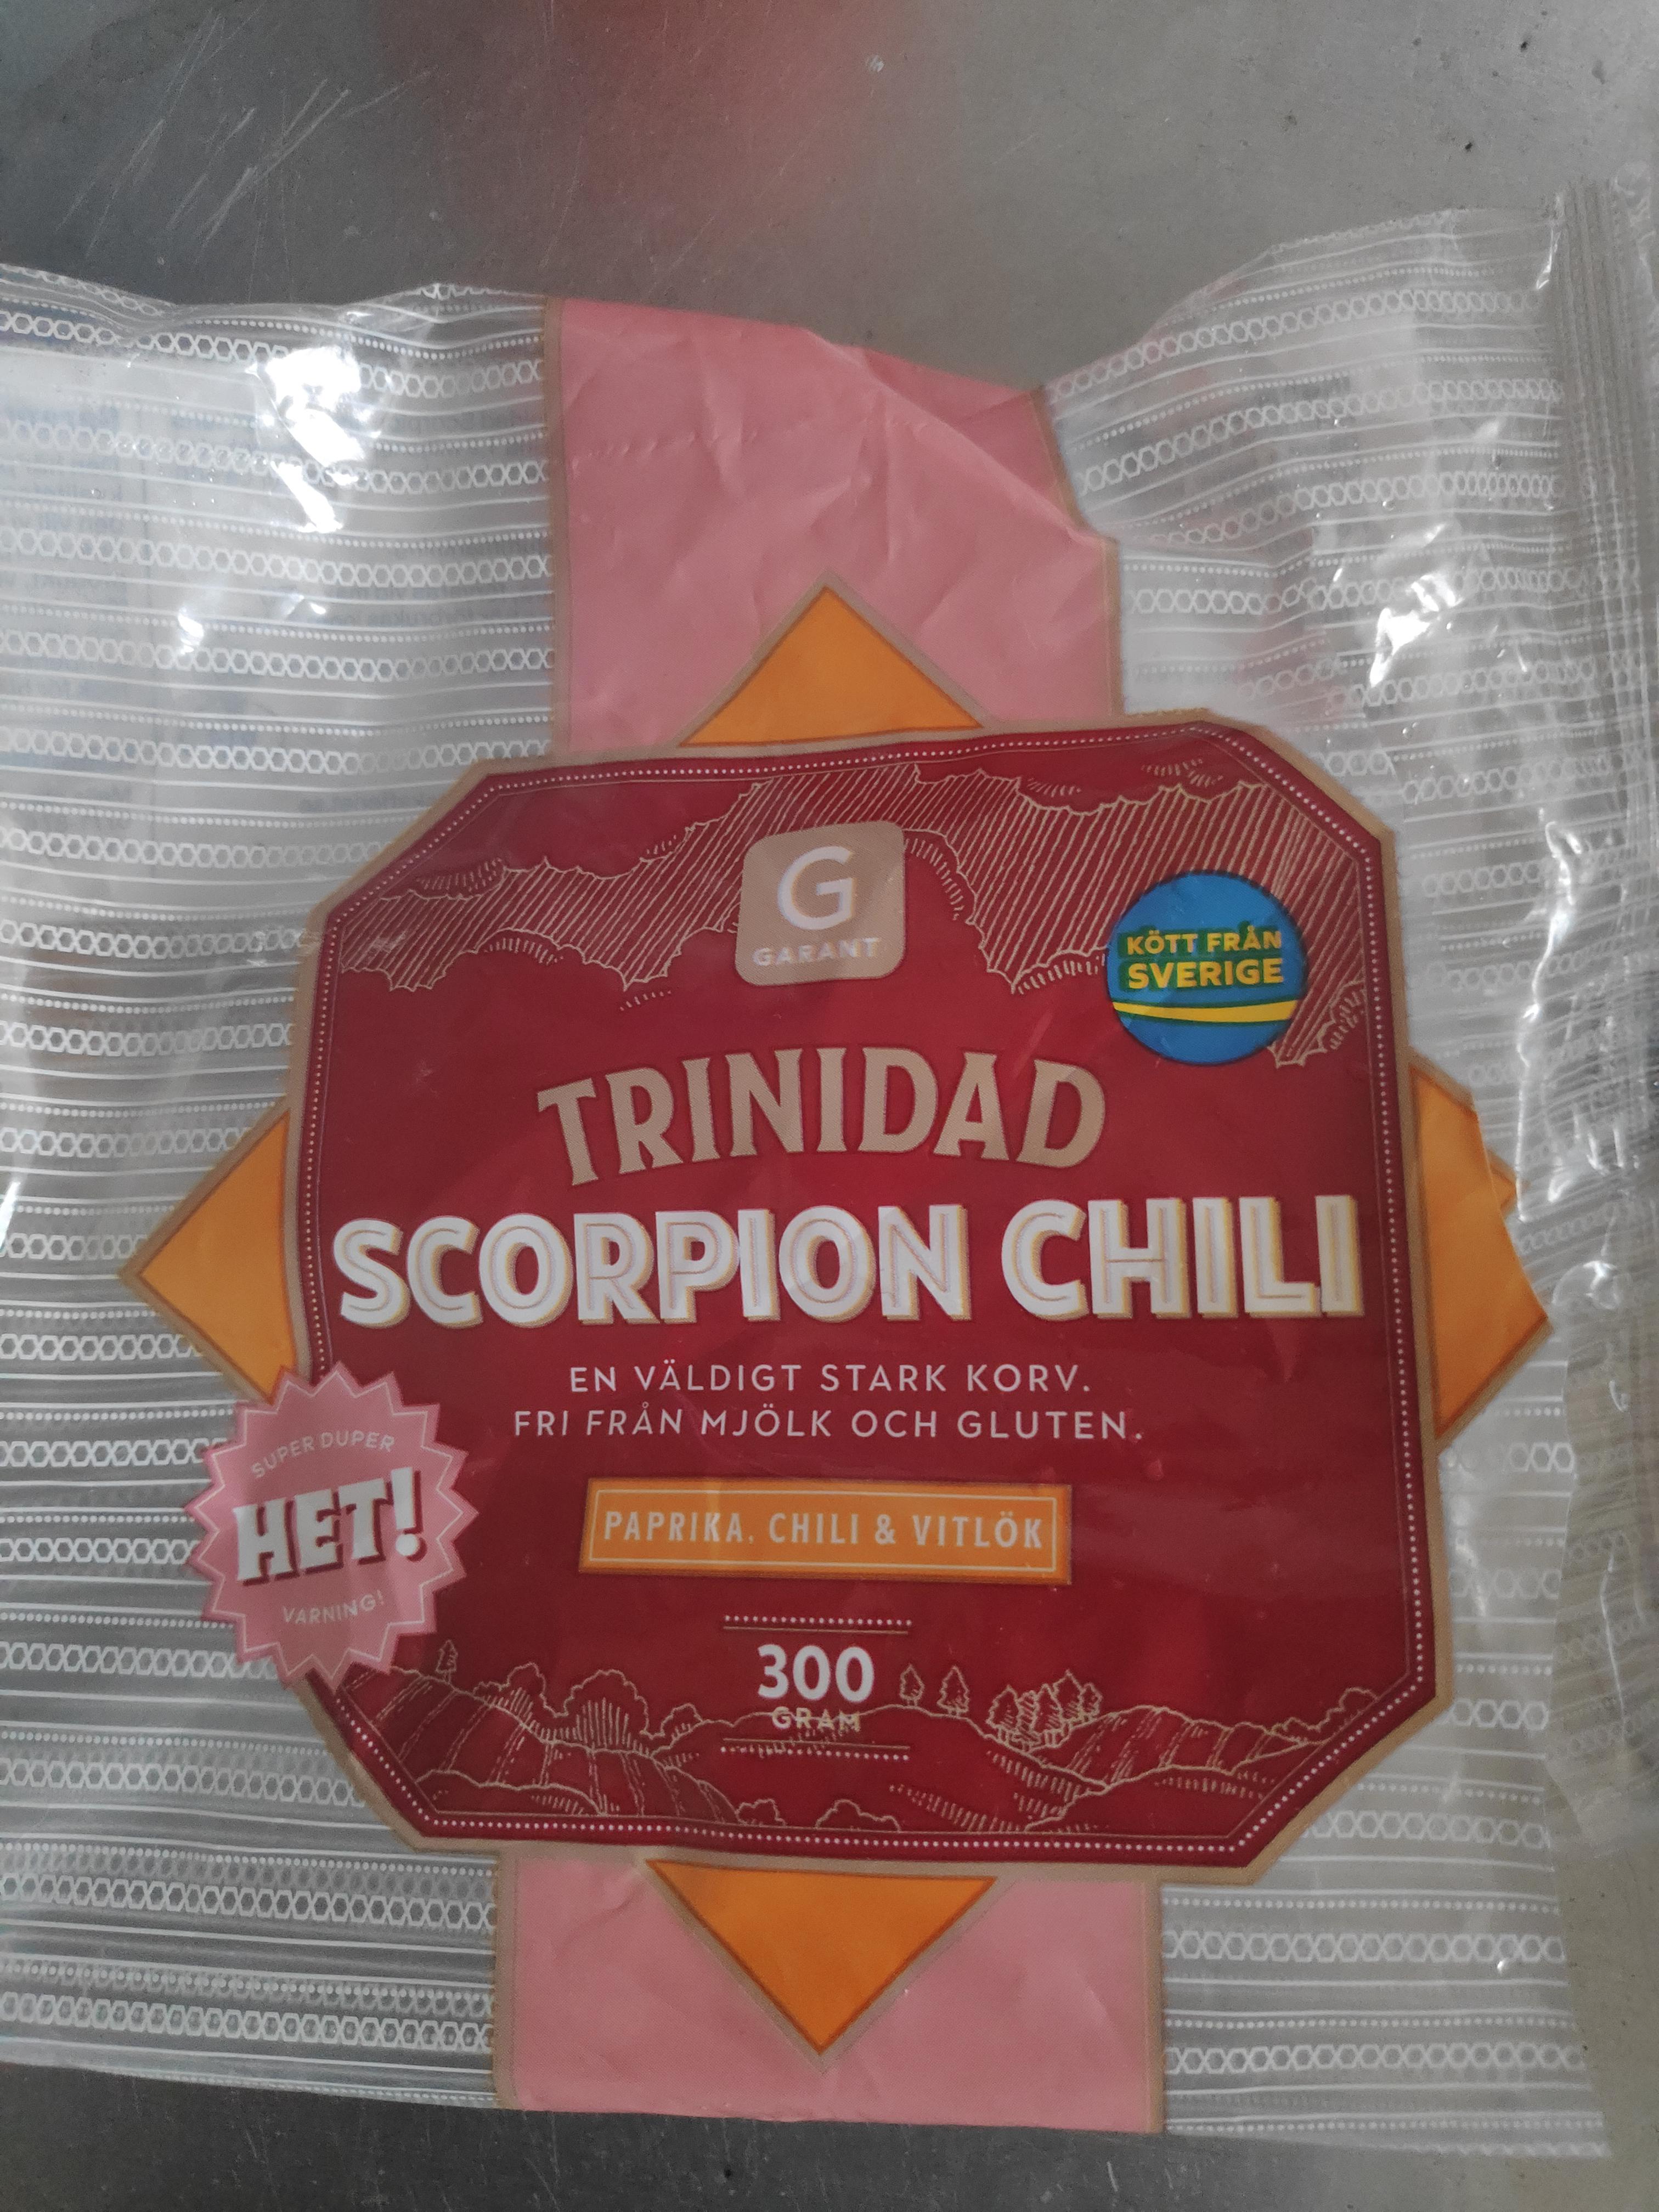 G
GARANT
KÖTT FRÅN
SVERIGE
TRINIDAD
SCORPION CHILI
EN VÄLDIGT STARK KORV.
FRI FRÅN MJÖLK OCH GLUTEN.
SUPER DUPER
HET!
VARNING!
PAPRIKA, CHILI & VITLÖK
300
GRAM